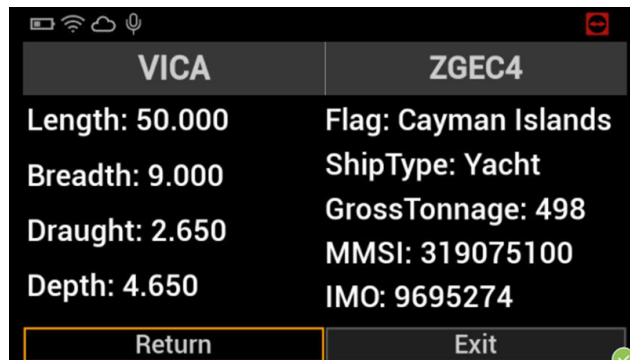 VICA
ZGEC4
Length: 50.000
Breadth: 9.000
Draught: 2.650
Depth: 4.650
Flag: Cayman Islands
ShipType: Yacht
GrossTonnage: 498
MMSI: 319075100
IMO: 9695274
Return
Exit